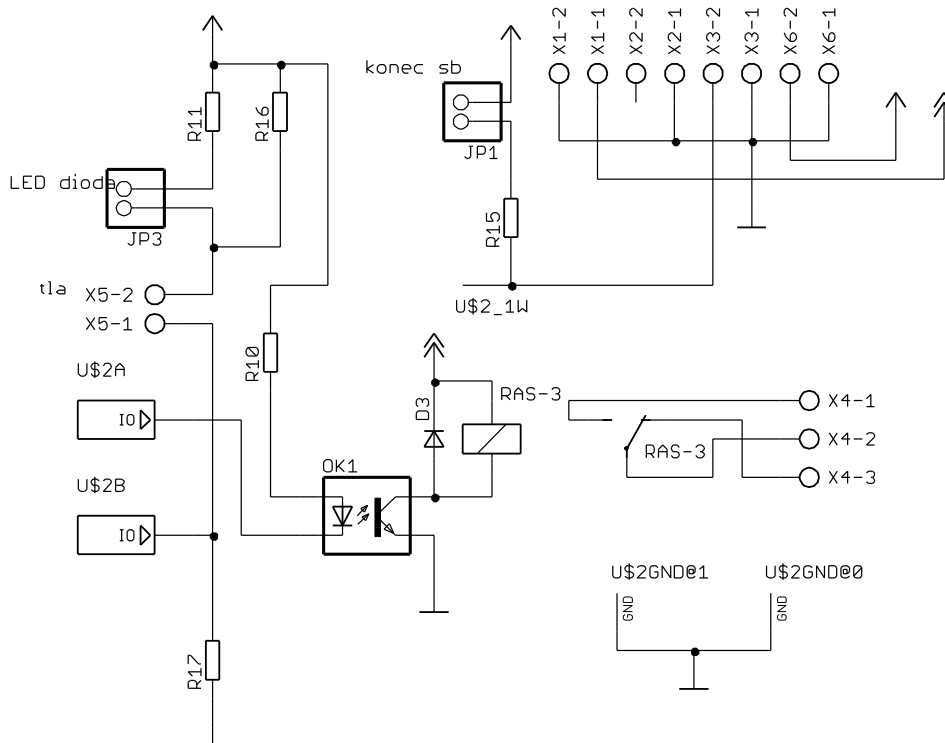 X1-2
X1-1
X2-2
X2-1
X3-2
X3-1
X6-2
X6-1
konec sb
R11
R16
JP1
LED dioda
JP3
R15
tla
X5-2
X5-1
U$2_1W
R10
U$2A
IO
D3
RAS-3
X4-1
X4-2
RAS-3
X4-3
OK1
U$2B
IO
U$2GND@1
U$2GND@0
GND
GND
R17